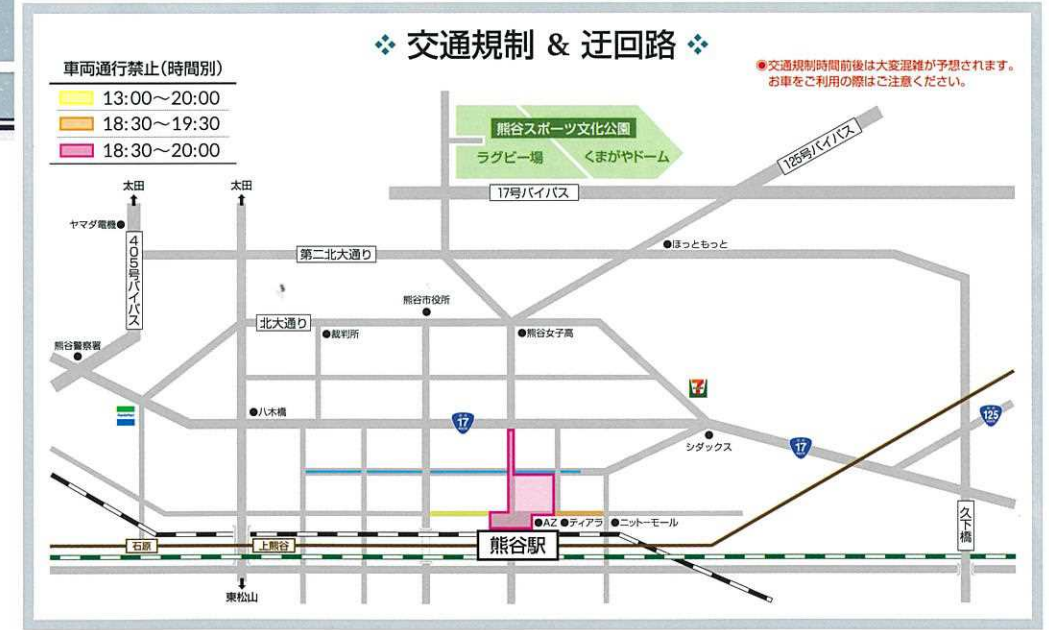 ❖ 交通規制 & 迂回路 ❖
車両通行禁止(時間別)
13:00〜20:00
18:30〜19:30
18:30〜20:00
●交通規制時間前後は大変混雑が予想されます。
お車をご利用の際はご注意ください。
熊谷スポーツ文化公園
ラグビー場
くまがやドーム
125号バイパス
17号バイパス
太田
太田
ヤマダ電機
405号バイパス
第二北大通り
ほっともっと
熊谷市役所
北大通り
裁判所
熊谷女子高
熊谷警察署
FamilyMart
八木橋
17
7
シダックス
17
125
AZ
ティアラ
ニットーモール
熊谷駅
石原
上熊谷
久下橋
東松山